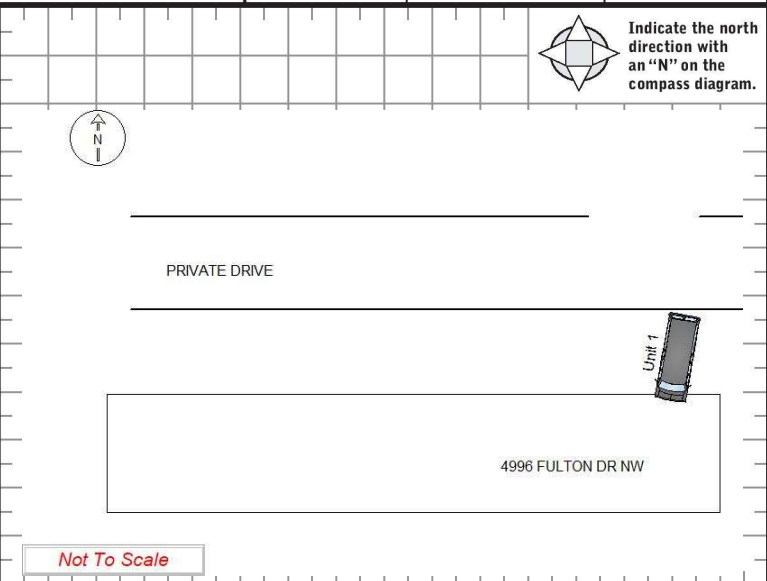 Indicate the north
direction with
an “N” on the
compass diagram.
N
PRIVATE DRIVE
Unit 1
4996 FULTON DR NW
Not To Scale